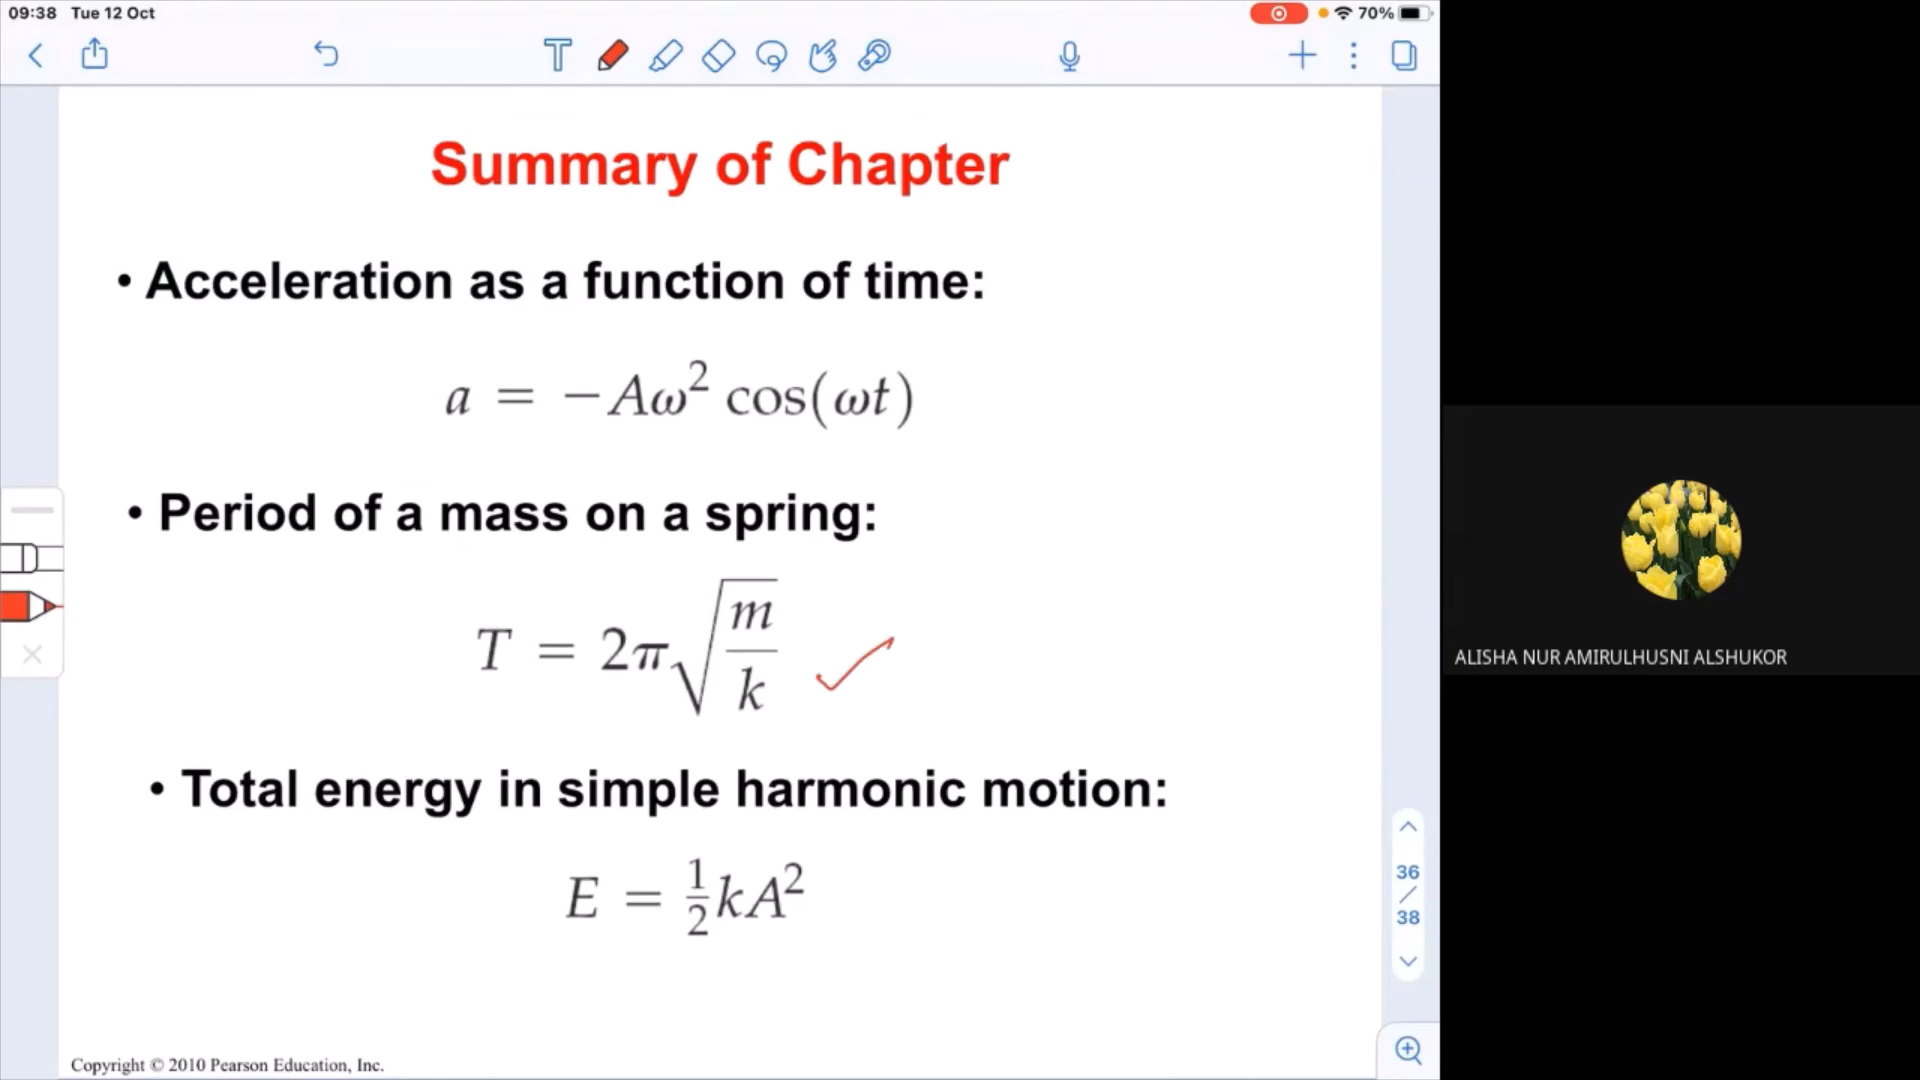 09:38 Tue 12 Oct
70%
Summary of Chapter
• Acceleration as a function of time:
a = −Aω² cos(ωt)
• Period of a mass on a spring:
T = 2π√(m/k)
• Total energy in simple harmonic motion:
E = ½kA²
36
/
38
Copyright © 2010 Pearson Education, Inc.
ALISHA NUR AMIRULHUSNI ALSHUKOR